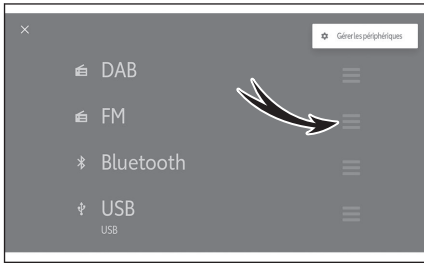 Gérer les périphériques
DAB
FM
Bluetooth
USB
USB